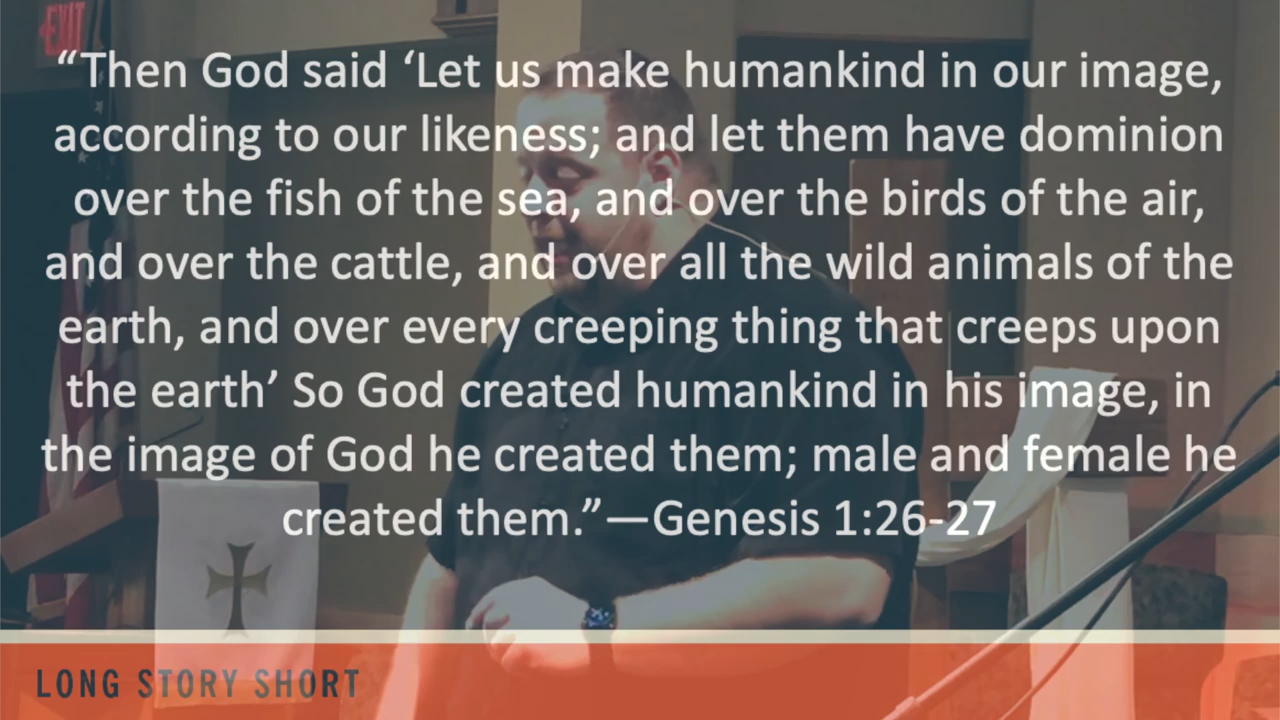 EXIT
“Then God said ‘Let us make humankind in our image,
according to our likeness; and let them have dominion
over the fish of the sea, and over the birds of the air,
and over the cattle, and over all the wild animals of the
earth, and over every creeping thing that creeps upon
the earth’ So God created humankind in his image, in
the image of God he created them; male and female he
created them.”—Genesis 1:26-27
LONG STORY SHORT